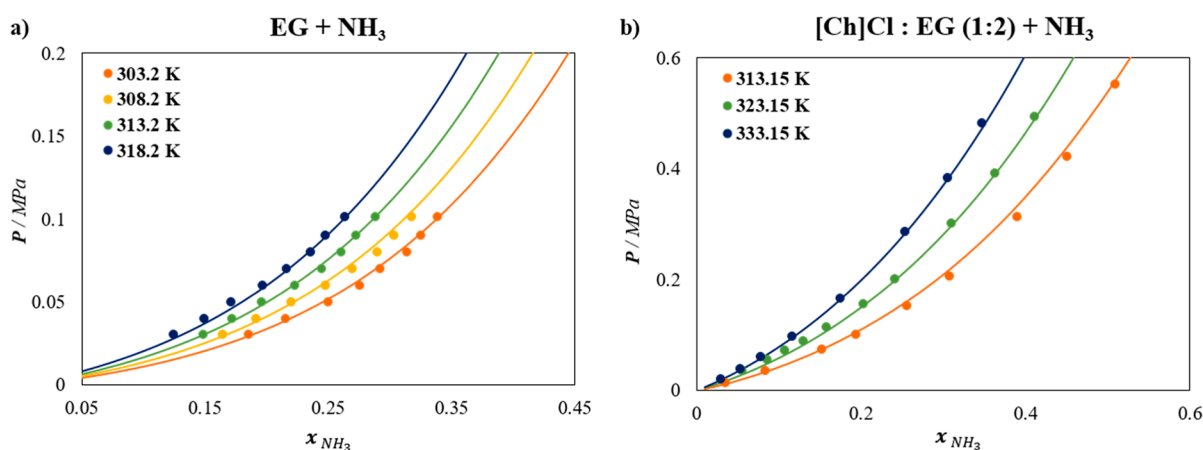 a)
EG + NH3
0.2
0.15
0.1
0.05
0
P / MPa
303.2 K
308.2 K
313.2 K
318.2 K
0.05
0.15
0.25
0.35
0.45
x NH3
b)
[Ch]Cl : EG (1:2) + NH3
0.6
0.4
0.2
0
P / MPa
313.15 K
323.15 K
333.15 K
0
0.2
0.4
0.6
x NH3